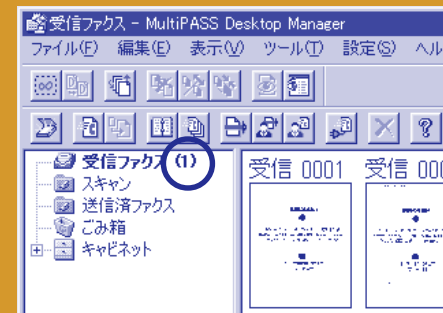 受信ファクス - MultiPASS Desktop Manager
ファイル(F) 編集(E) 表示(V) ツール(T) 設定(S) ヘル
受信ファクス (1)
スキャン
送信済ファクス
ごみ箱
キャビネット
受信 0001 受信 000